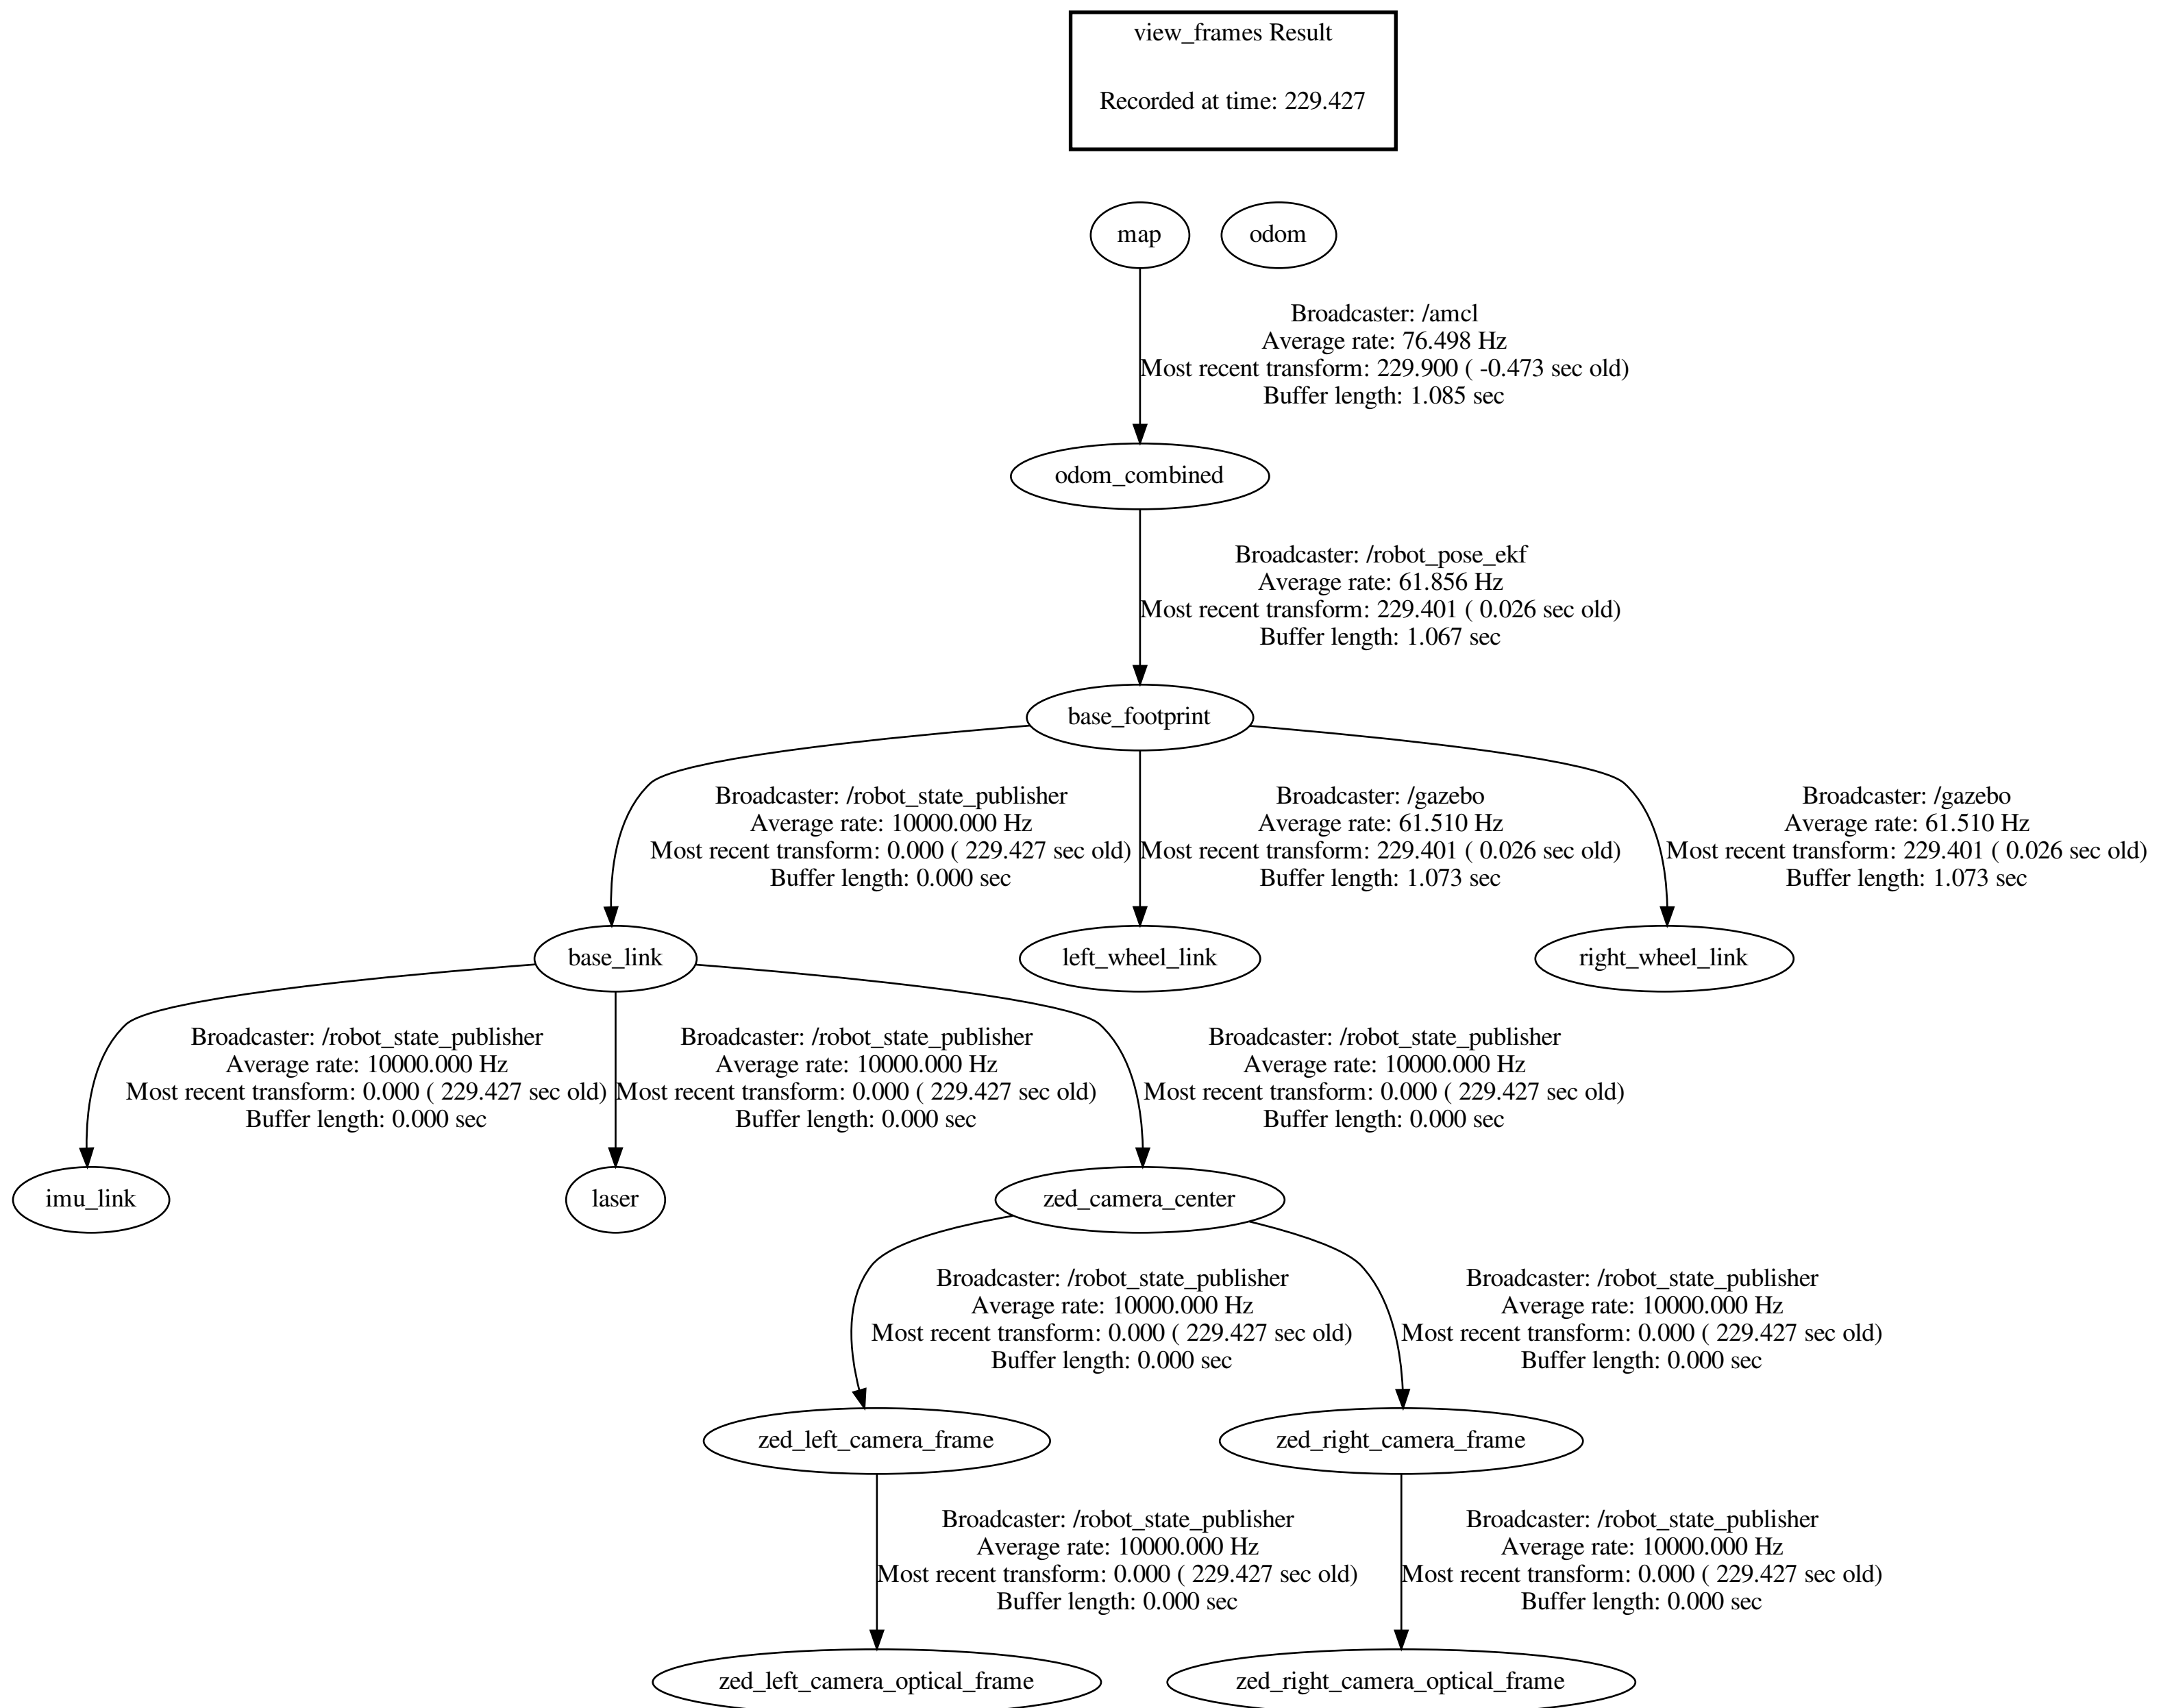 view_frames Result
Recorded at time: 229.427
map
odom
Broadcaster: /amcl
Average rate: 76.498 Hz
Most recent transform: 229.900 ( -0.473 sec old)
Buffer length: 1.085 sec
odom_combined
Broadcaster: /robot_pose_ekf
Average rate: 61.856 Hz
Most recent transform: 229.401 ( 0.026 sec old)
Buffer length: 1.067 sec
base_footprint
Broadcaster: /robot_state_publisher
Average rate: 10000.000 Hz
Most recent transform: 0.000 ( 229.427 sec old)
Buffer length: 0.000 sec
Broadcaster: /gazebo
Average rate: 61.510 Hz
Most recent transform: 229.401 ( 0.026 sec old)
Buffer length: 1.073 sec
Broadcaster: /gazebo
Average rate: 61.510 Hz
Most recent transform: 229.401 ( 0.026 sec old)
Buffer length: 1.073 sec
base_link
left_wheel_link
right_wheel_link
Broadcaster: /robot_state_publisher
Average rate: 10000.000 Hz
Most recent transform: 0.000 ( 229.427 sec old)
Buffer length: 0.000 sec
Broadcaster: /robot_state_publisher
Average rate: 10000.000 Hz
Most recent transform: 0.000 ( 229.427 sec old)
Buffer length: 0.000 sec
Broadcaster: /robot_state_publisher
Average rate: 10000.000 Hz
Most recent transform: 0.000 ( 229.427 sec old)
Buffer length: 0.000 sec
imu_link
laser
zed_camera_center
Broadcaster: /robot_state_publisher
Average rate: 10000.000 Hz
Most recent transform: 0.000 ( 229.427 sec old)
Buffer length: 0.000 sec
Broadcaster: /robot_state_publisher
Average rate: 10000.000 Hz
Most recent transform: 0.000 ( 229.427 sec old)
Buffer length: 0.000 sec
zed_left_camera_frame
zed_right_camera_frame
Broadcaster: /robot_state_publisher
Average rate: 10000.000 Hz
Most recent transform: 0.000 ( 229.427 sec old)
Buffer length: 0.000 sec
Broadcaster: /robot_state_publisher
Average rate: 10000.000 Hz
Most recent transform: 0.000 ( 229.427 sec old)
Buffer length: 0.000 sec
zed_left_camera_optical_frame
zed_right_camera_optical_frame